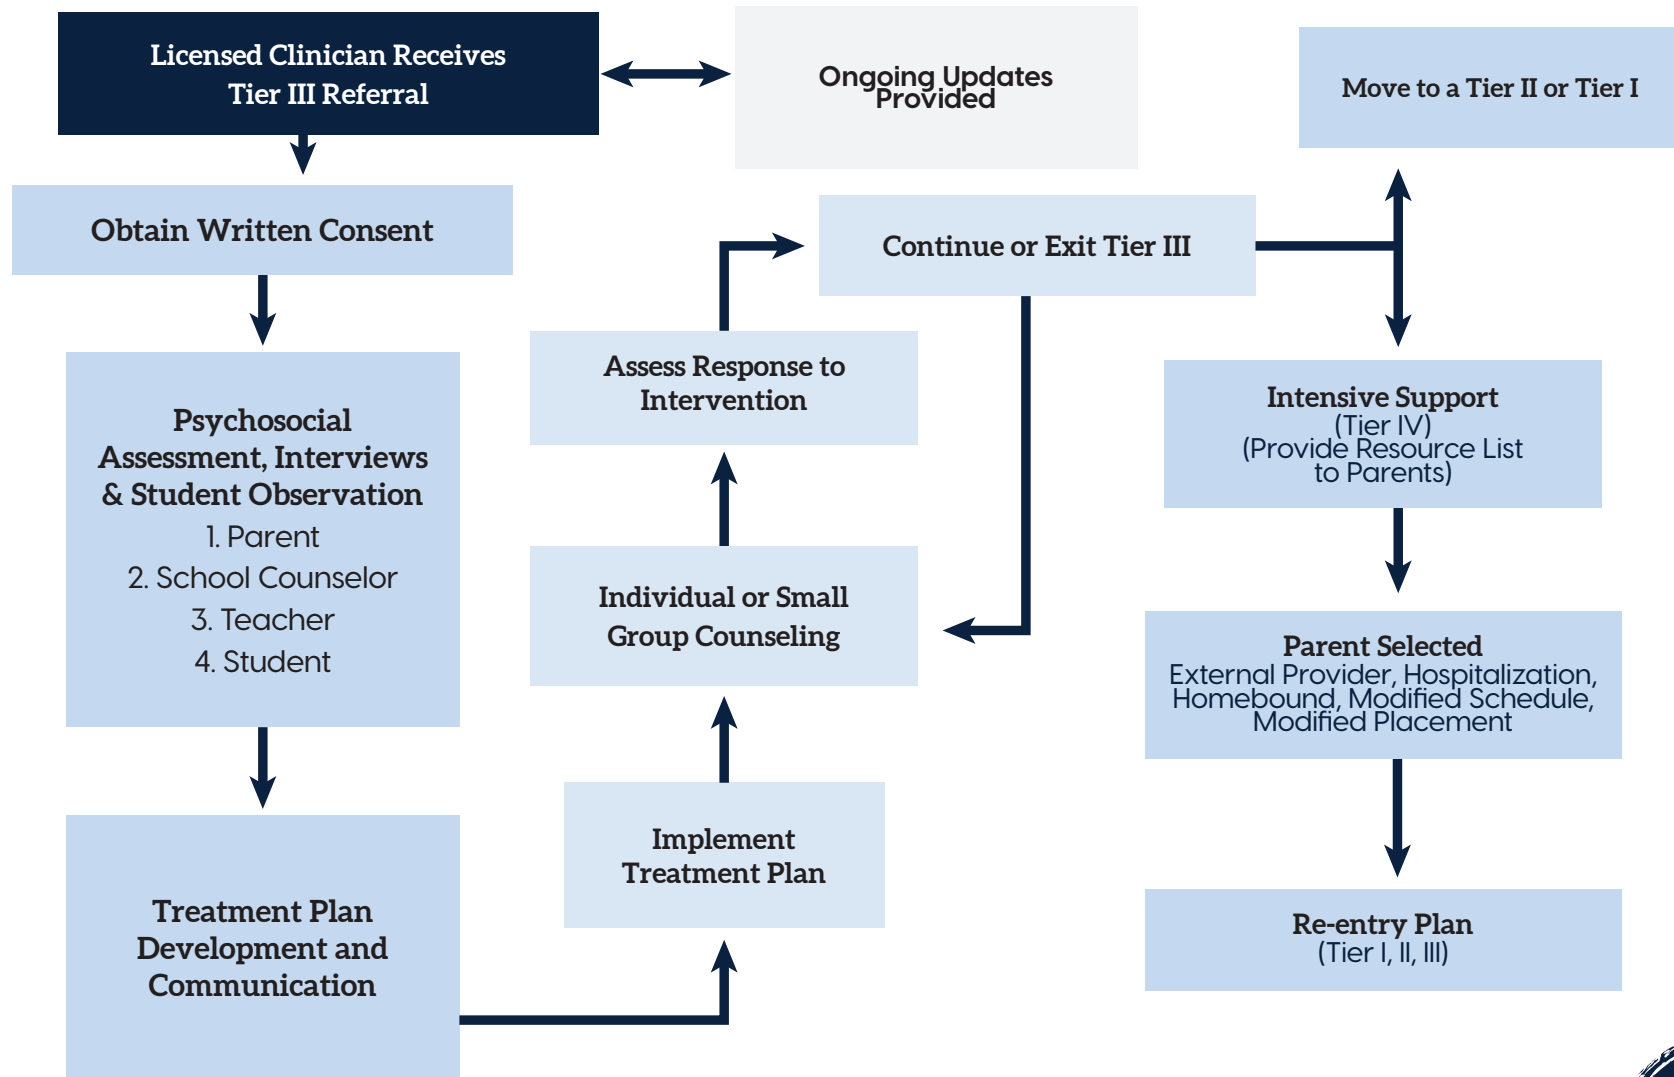 Licensed Clinician Receives
Tier III Referral
Ongoing Updates
Provided
Move to a Tier II or Tier I
Obtain Written Consent
Continue or Exit Tier III
Psychosocial
Assessment, Interviews
& Student Observation
1. Parent
2. School Counselor
3. Teacher
4. Student
Assess Response to
Intervention
Intensive Support
(Tier IV)
(Provide Resource List
to Parents)
Individual or Small
Group Counseling
Parent Selected
External Provider, Hospitalization,
Homebound, Modified Schedule,
Modified Placement
Implement
Treatment Plan
Treatment Plan
Development and
Communication
Re-entry Plan
(Tier I, II, III)